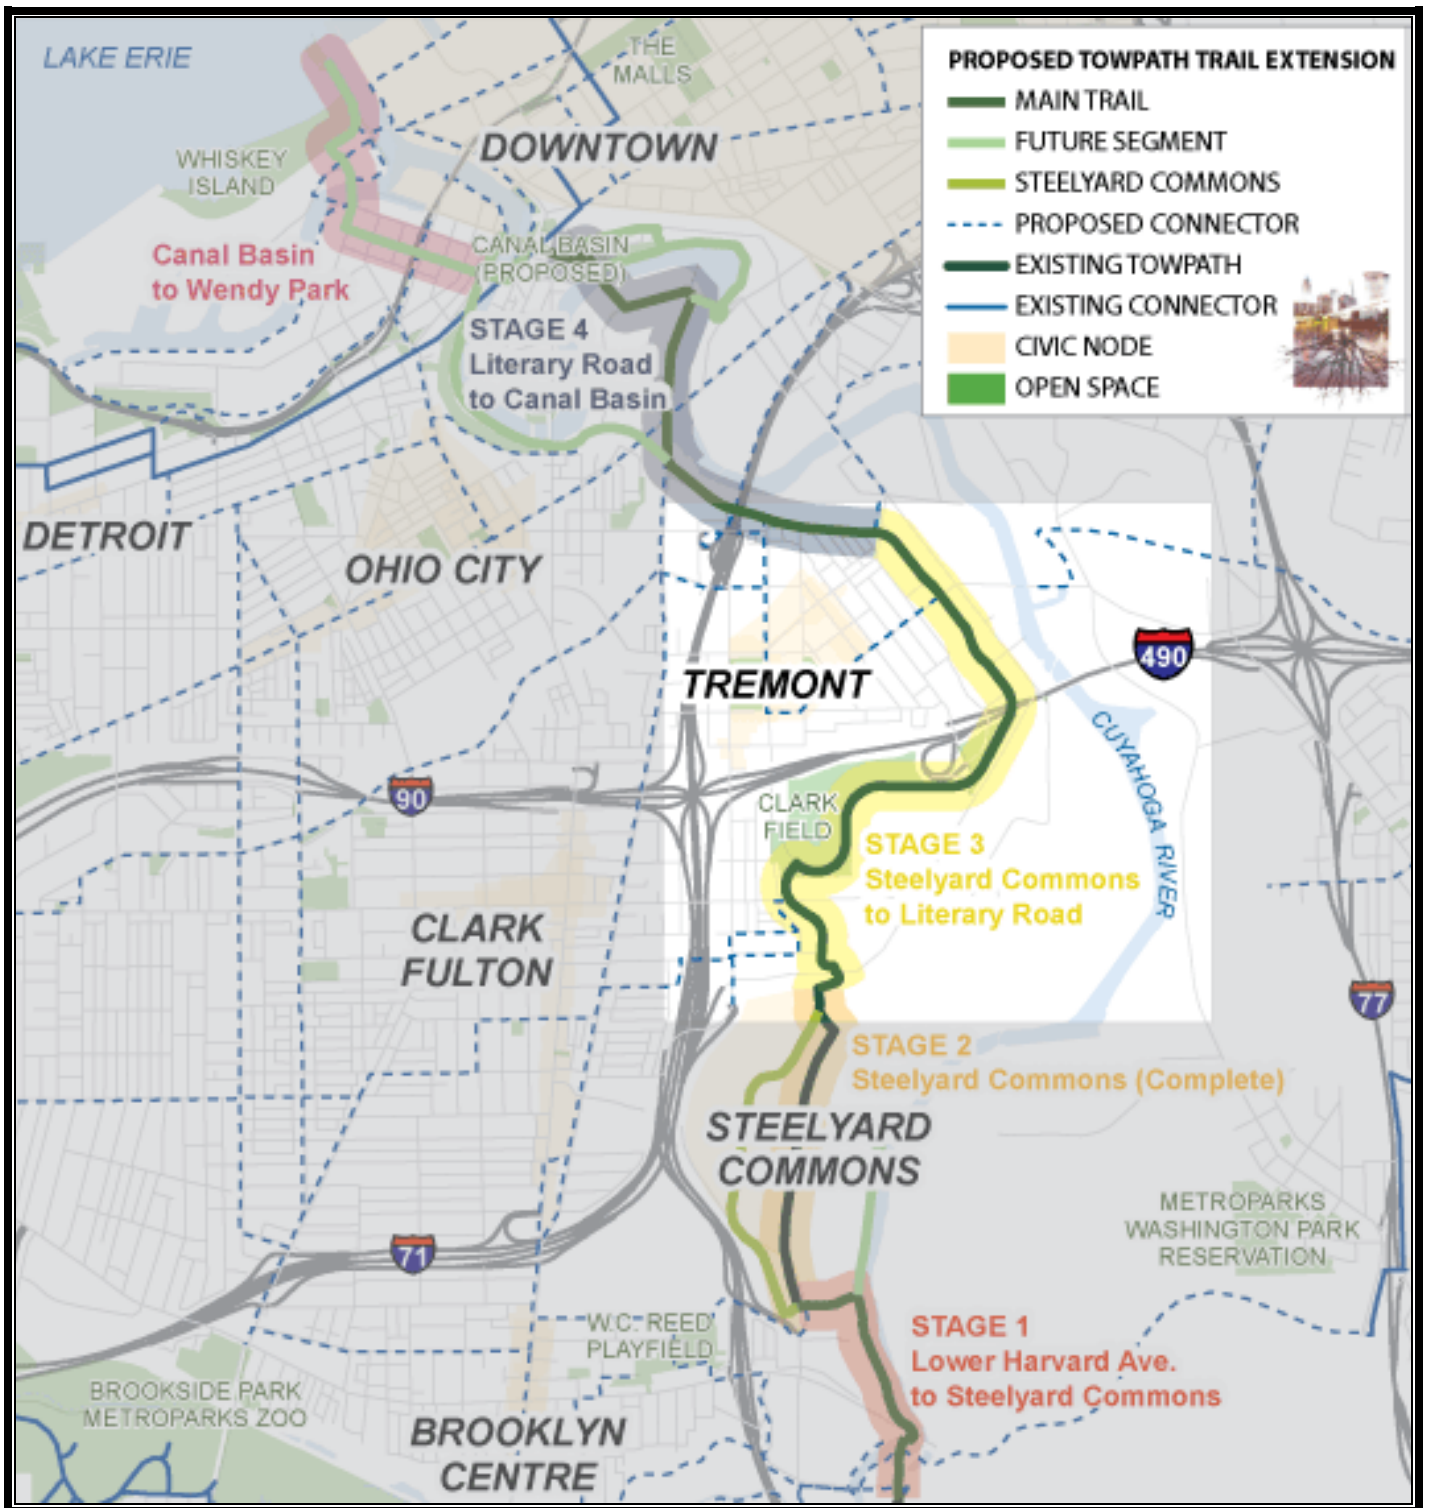 LAKE ERIE
THE
MALLS
DOWNTOWN
WHISKEY
ISLAND
Canal Basin
to Wendy Park
CANAL BASIN
(PROPOSED)
STAGE 4
Literary Road
to Canal Basin
PROPOSED TOWPATH TRAIL EXTENSION
MAIN TRAIL
FUTURE SEGMENT
STEELYARD COMMONS
PROPOSED CONNECTOR
EXISTING TOWPATH
EXISTING CONNECTOR
CIVIC NODE
OPEN SPACE
DETROIT
OHIO CITY
TREMONT
490
CUYAHOGA RIVER
90
CLARK
FIELD
STAGE 3
Steelyard Commons
to Literary Road
CLARK
FULTON
77
STAGE 2
Steelyard Commons (Complete)
STEELYARD
COMMONS
METROPARKS
WASHINGTON PARK
RESERVATION
71
W.C. REED
PLAYFIELD
STAGE 1
Lower Harvard Ave.
to Steelyard Commons
BROOKSIDE PARK
METROPARKS ZOO
BROOKLYN
CENTRE